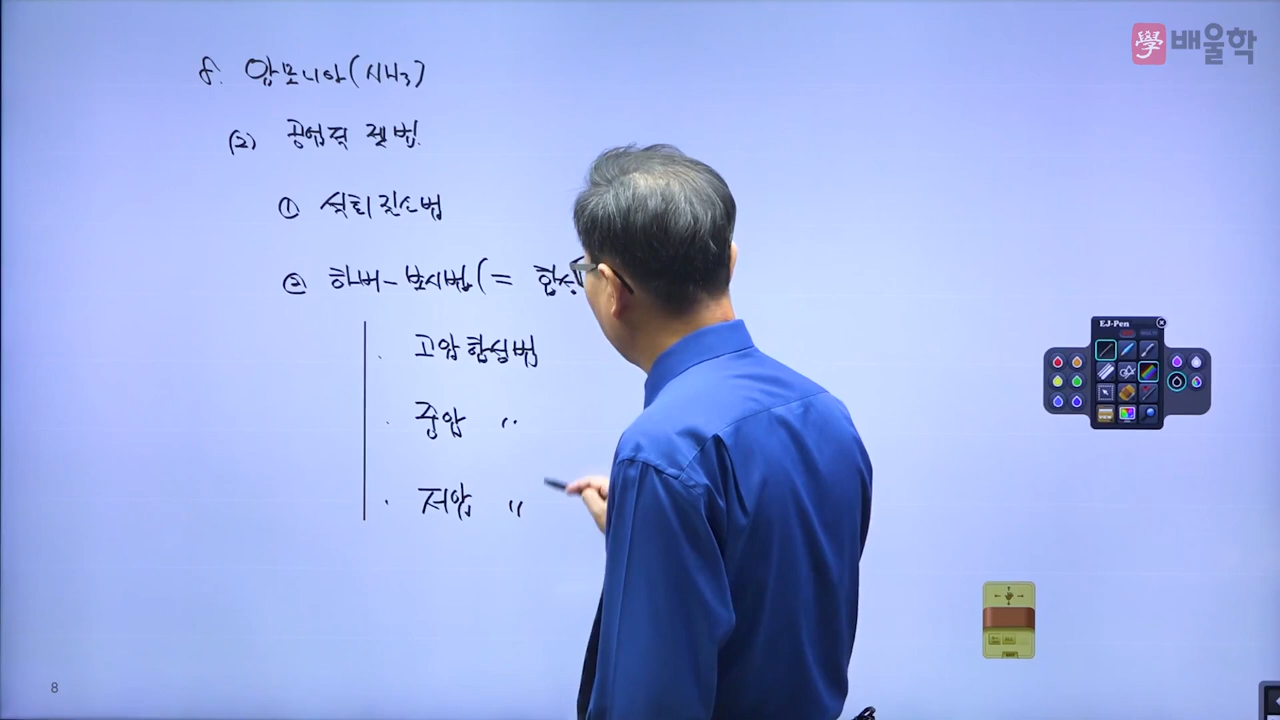 學 배울학
8. 암모니아(NH3)
(2) 공업적 제법.
① 석회질소법
② 하버-보시법(= 합성
· 고압합성법
· 중압 〃
· 저압 〃
EJ-Pen
8